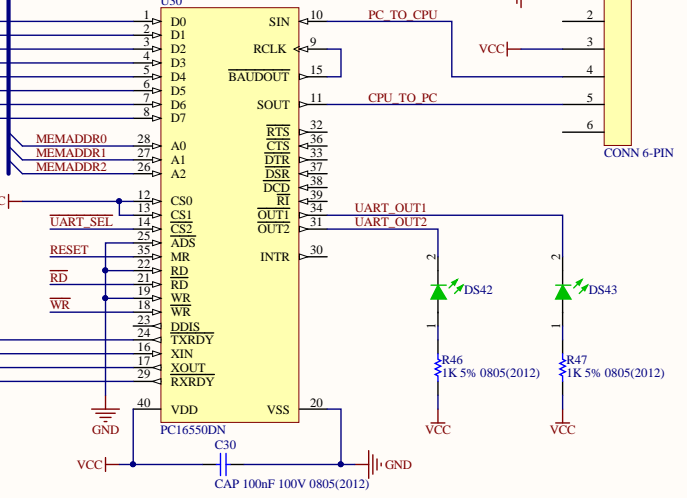 U30
1 D0 SIN 10 PC_TO_CPU 2
2 D1
3 D2 RCLK 9 VCC 3
4 D3
5 D4 BAUDOUT 15 4
6 D5
7 D6 SOUT 11 CPU_TO_PC 5
8 D7
RTS 32 6
MEMADDR0 28 A0 CTS 36
MEMADDR1 27 A1 DTR 33 CONN 6-PIN
MEMADDR2 26 A2 DSR 37
DCD 38
12 CS0 RI 39
13 CS1 OUT1 34 UART_OUT1
UART_SEL 14 CS2 OUT2 31 UART_OUT2
25 ADS
RESET 35 MR INTR 30
22 RD 2 2
RD 21 RD
19 WR DS42 DS43
WR 18 WR
23 DDIS
24 TXRDY 1 1
16 XIN
17 XOUT R46 R47
29 RXRDY 1K 5% 0805(2012) 1K 5% 0805(2012)
40 VDD VSS 20
GND PC16550DN VCC VCC
C30
VCC GND
CAP 100nF 100V 0805(2012)